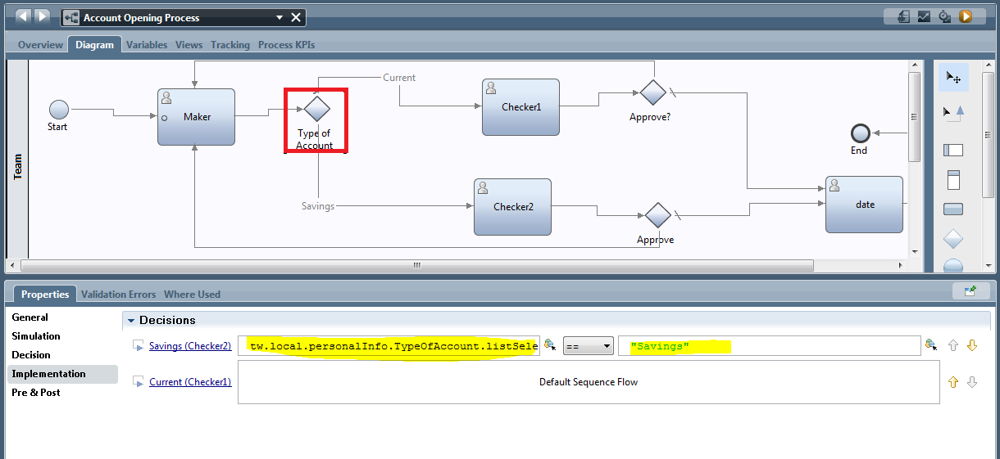 Account Opening Process
Overview Diagram Variables Views Tracking Process KPIs
Team
Start
Maker
Type of
Account
Current
Checker1
Approve?
End
Savings
Checker2
Approve
date
Properties Validation Errors Where Used
General
Simulation
Decision
Implementation
Pre & Post
Decisions
Savings (Checker2) tw.local.personalInfo.TypeOfAccount.listSele == "Savings"
Current (Checker1) Default Sequence Flow